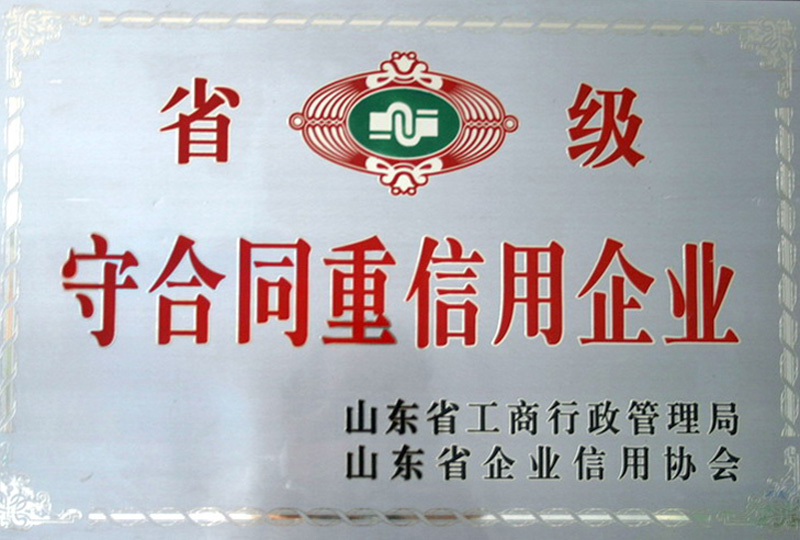 省级
守合同重信用企业
山东省工商行政管理局
山东省企业信用协会